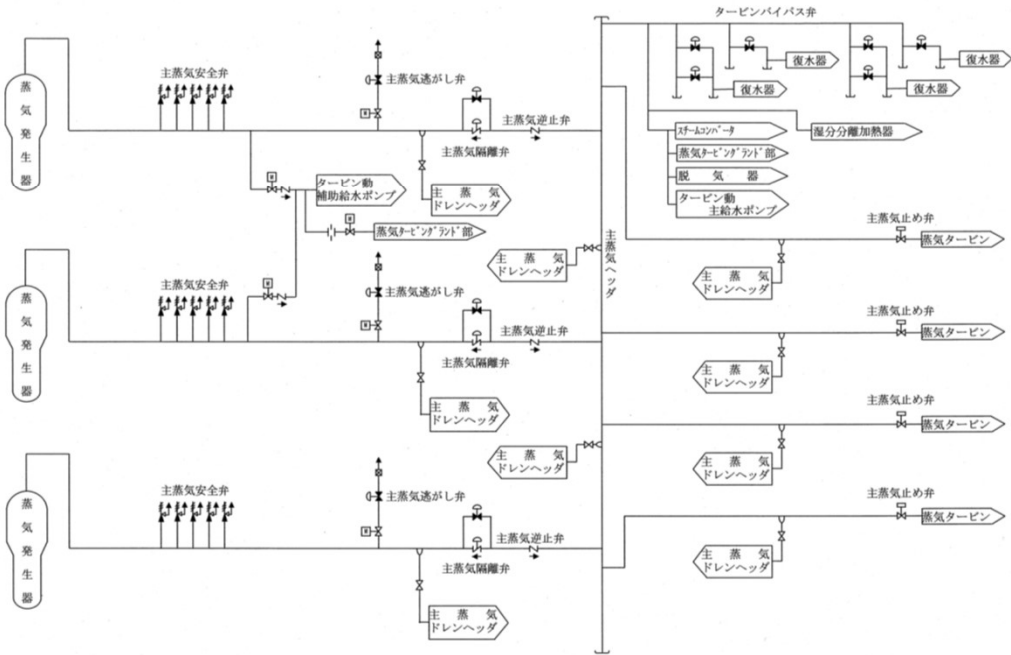 タービンバイパス弁
復水器
復水器
復水器
復水器
スチームコンバータ
湿分分離加熱器
蒸気タービングランド部
脱気器
タービン動
主給水ポンプ
蒸気発生器
主蒸気安全弁
主蒸気逃がし弁
主蒸気隔離弁
主蒸気逆止弁
M
主蒸気
ドレンヘッダ
M
タービン動
補助給水ポンプ
M
蒸気タービングランド部
M
主蒸気ヘッダ
主蒸気
ドレンヘッダ
主蒸気止め弁
蒸気タービン
主蒸気
ドレンヘッダ
蒸気発生器
主蒸気安全弁
主蒸気逃がし弁
M
主蒸気隔離弁
主蒸気逆止弁
主蒸気
ドレンヘッダ
主蒸気止め弁
蒸気タービン
主蒸気
ドレンヘッダ
主蒸気
ドレンヘッダ
主蒸気止め弁
蒸気タービン
主蒸気
ドレンヘッダ
蒸気発生器
主蒸気安全弁
主蒸気逃がし弁
M
主蒸気隔離弁
主蒸気逆止弁
主蒸気
ドレンヘッダ
主蒸気止め弁
蒸気タービン
主蒸気
ドレンヘッダ